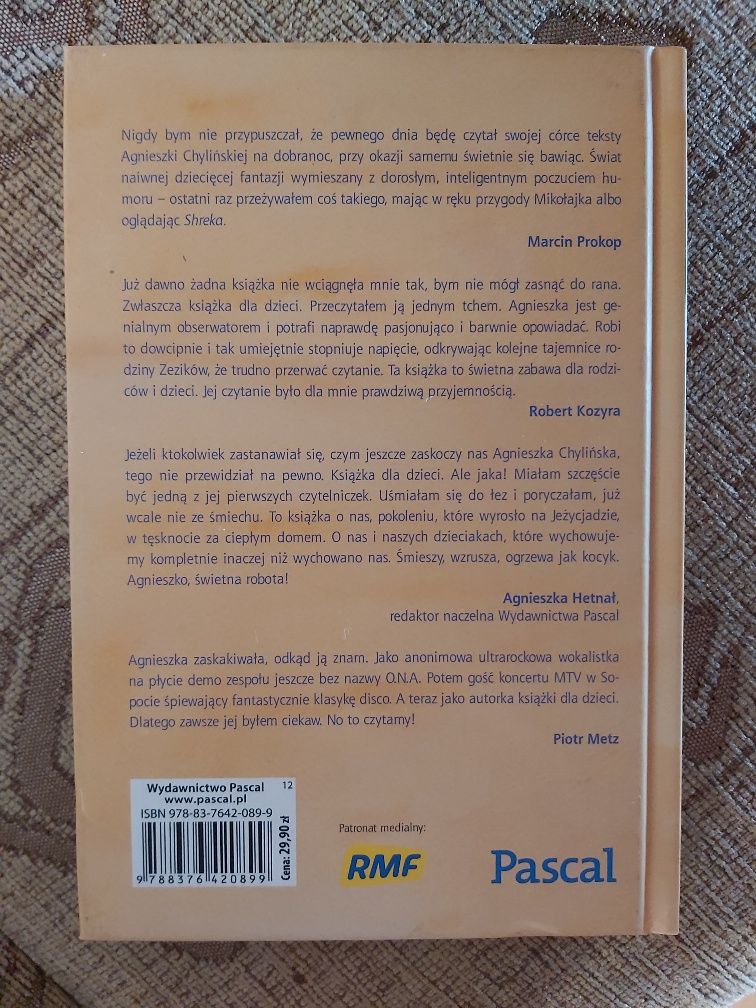 Nigdy bym nie przypuszczał, że pewnego dnia będę czytał swojej córce teksty
Agnieszki Chylińskiej na dobranoc, przy okazji samemu świetnie się bawiąc. Świat
naiwnej dziecięcej fantazji wymieszany z dorosłym, inteligentnym poczuciem hu-
moru – ostatni raz przeżywałem coś takiego, mając w ręku przygody Mikołajka albo
oglądając Shreka.
Marcin Prokop
Już dawno żadna książka nie wciągnęła mnie tak, bym nie mógł zasnąć do rana.
Zwłaszcza książka dla dzieci. Przeczytałem ją jednym tchem. Agnieszka jest ge-
nialnym obserwatorem i potrafi naprawdę pasjonująco i barwnie opowiadać. Robi
to dowcipnie i tak umiejętnie stopniuje napięcie, odkrywając kolejne tajemnice ro-
dziny Zezików, że trudno przerwać czytanie. Ta książka to świetna zabawa dla rodzi-
ców i dzieci. Jej czytanie było dla mnie prawdziwą przyjemnością.
Robert Kozyra
Jeżeli ktokolwiek zastanawiał się, czym jeszcze zaskoczy nas Agnieszka Chylińska,
tego nie przewidział na pewno. Książka dla dzieci. Ale jaka! Miałam szczęście
być jedną z jej pierwszych czytelniczek. Uśmiałam się do łez i poryczałam, już
wcale nie ze śmiechu. To książka o nas, pokoleniu, które wyrosło na Jeżycjadzie,
w tęsknocie za ciepłym domem. O nas i naszych dzieciakach, które wychowuje-
my kompletnie inaczej niż wychowano nas. Śmieszy, wzrusza, ogrzewa jak kocyk.
Agnieszko, świetna robota!
Agnieszka Hetnał,
redaktor naczelna Wydawnictwa Pascal
Agnieszka zaskakiwała, odkąd ją znam. Jako anonimowa ultrarockowa wokalistka
na płycie demo zespołu jeszcze bez nazwy O.N.A. Potem gość koncertu MTV w So-
pocie śpiewający fantastycznie klasykę disco. A teraz jako autorka książki dla dzieci.
Dlatego zawsze jej byłem ciekaw. No to czytamy!
Piotr Metz
Wydawnictwo Pascal 12
www.pascal.pl
ISBN 978-83-7642-089-9
9 788376 420899
Cena: 29,90 zł
Patronat medialny:
RMF
Pascal